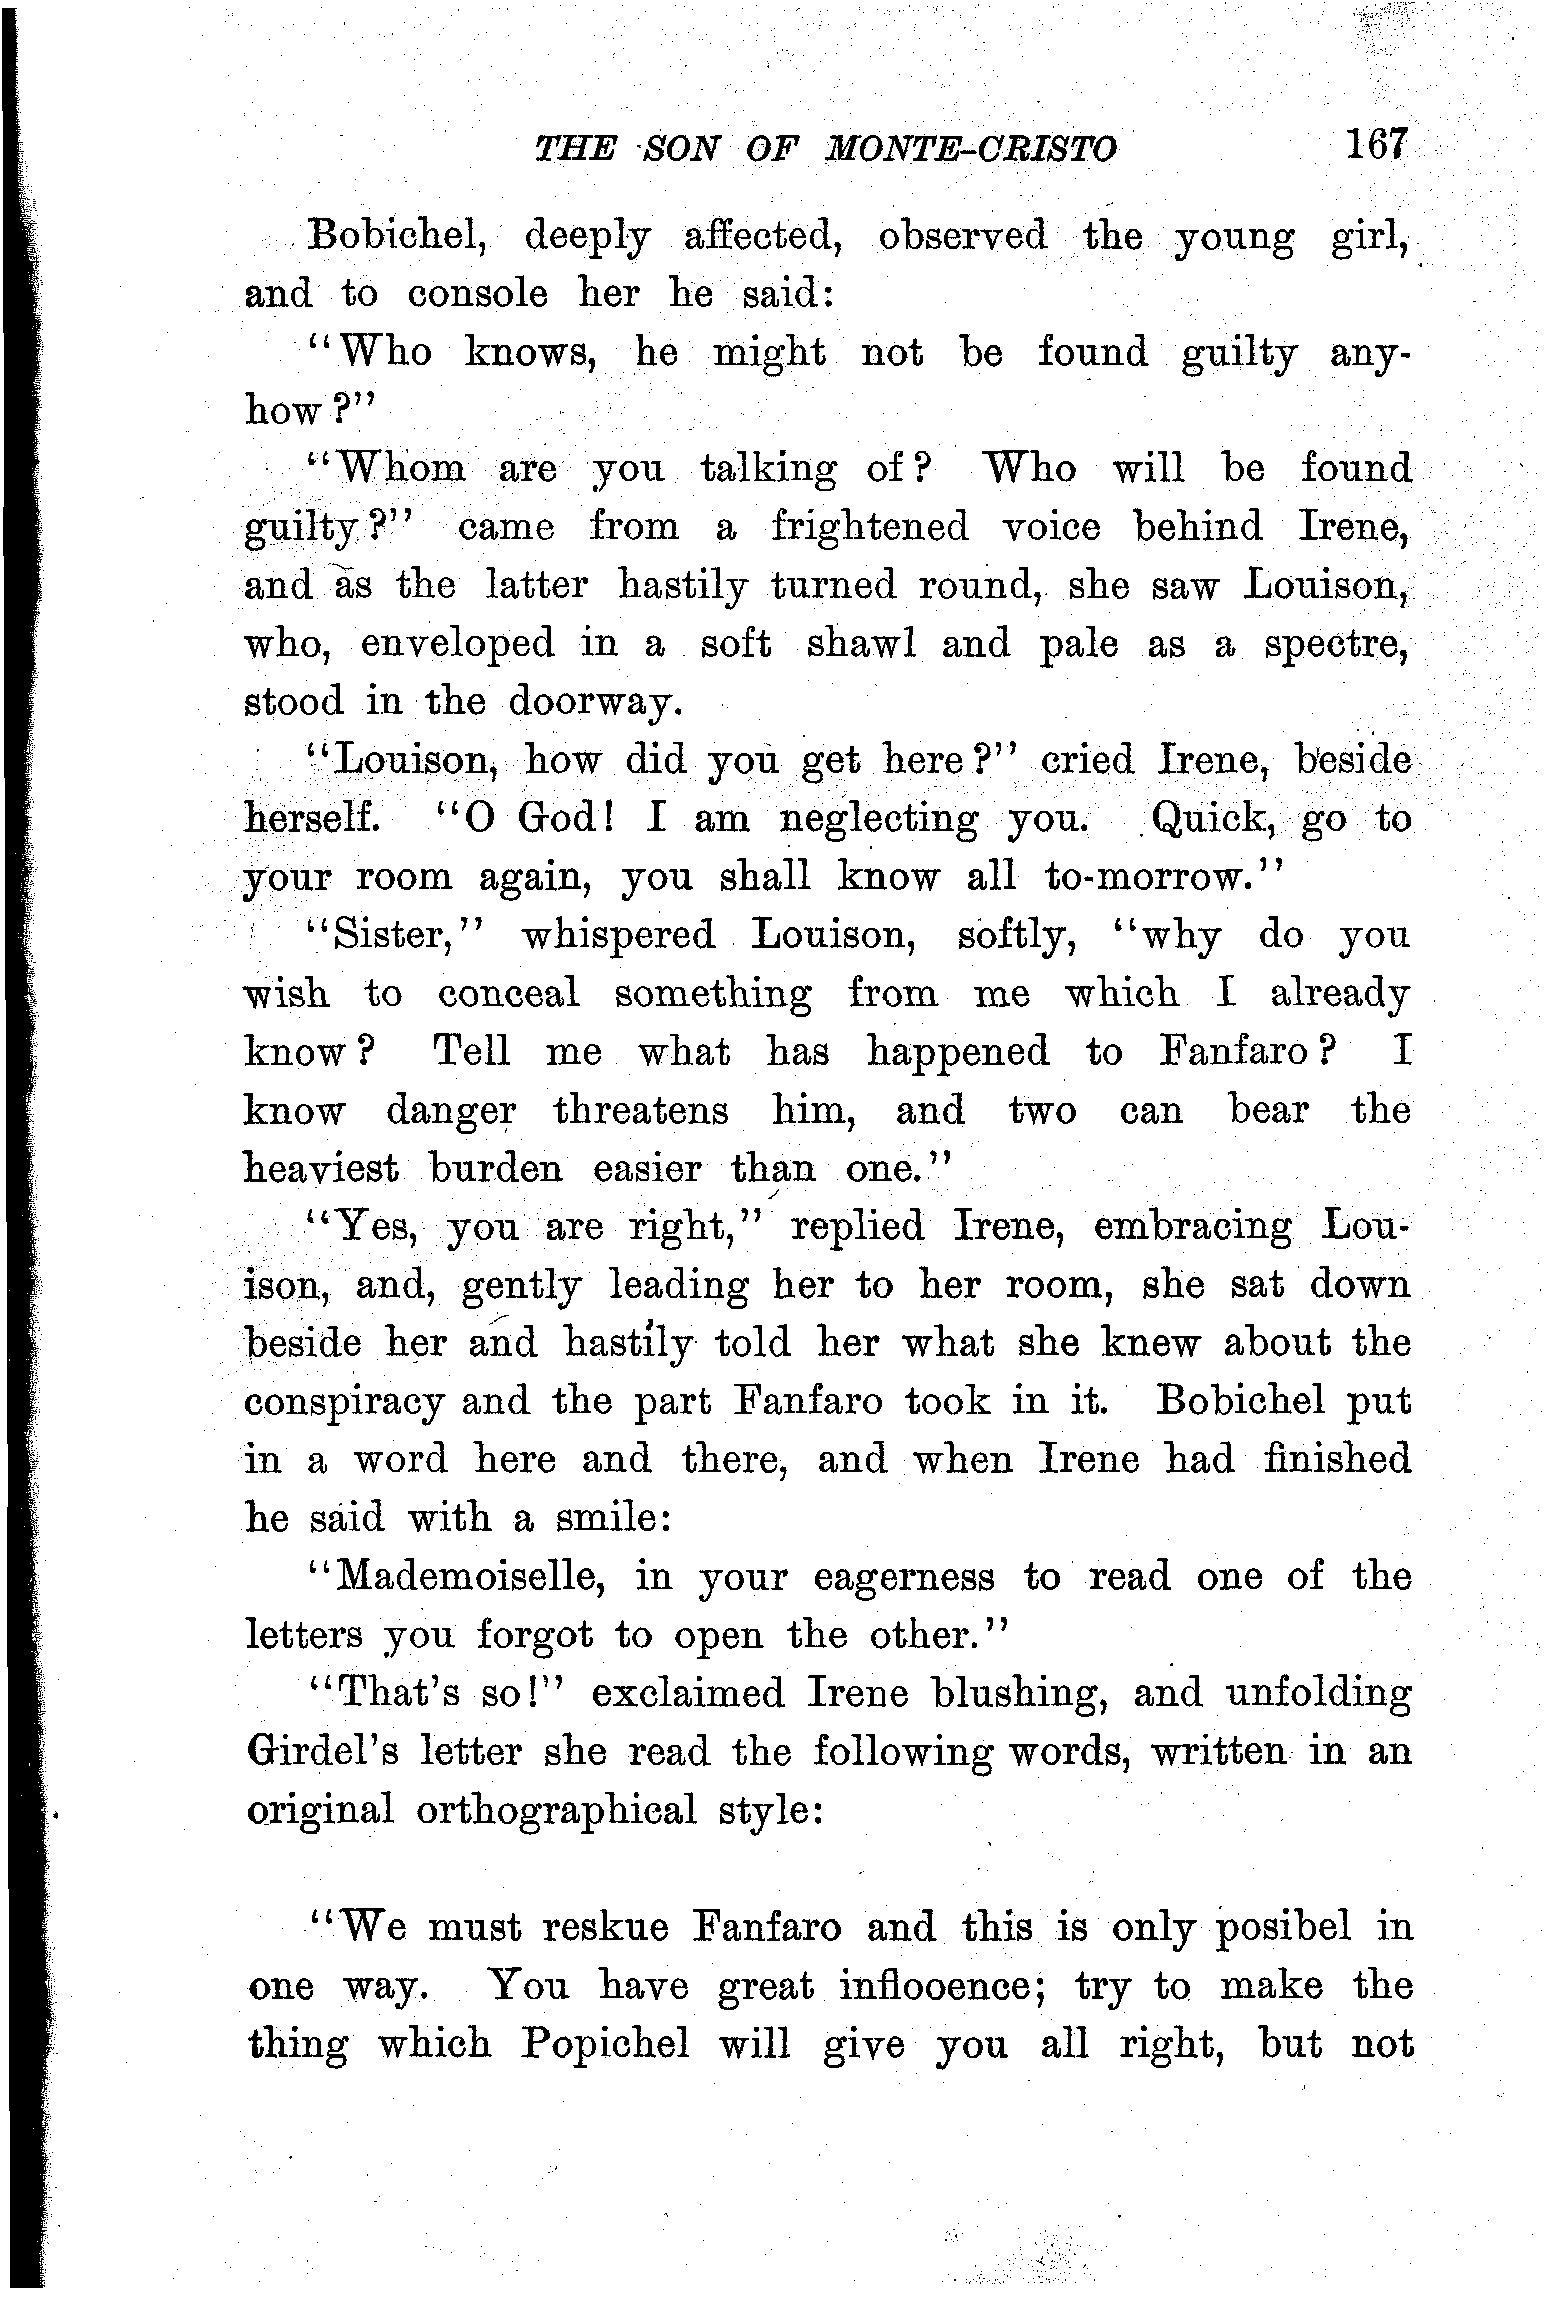 THE SON OF MONTE-CRISTO 167
Bobichel, deeply affected, observed the young girl,
and to console her he said:
"Who knows, he might not be found guilty any-
how?"
"Whom are you talking of? Who will be found
guilty?" came from a frightened voice behind Irene,
and as the latter hastily turned round, she saw Louison,
who, enveloped in a soft shawl and pale as a spectre,
stood in the doorway.
"Louison, how did you get here?" cried Irene, beside
herself. "O God! I am neglecting you. Quick, go to
your room again, you shall know all to-morrow."
"Sister," whispered Louison, softly, "why do you
wish to conceal something from me which I already
know? Tell me what has happened to Fanfaro? I
know danger threatens him, and two can bear the
heaviest burden easier than one."
"Yes, you are right," replied Irene, embracing Lou-
ison, and, gently leading her to her room, she sat down
beside her and hastily told her what she knew about the
conspiracy and the part Fanfaro took in it. Bobichel put
in a word here and there, and when Irene had finished
he said with a smile:
"Mademoiselle, in your eagerness to read one of the
letters you forgot to open the other."
"That's so!" exclaimed Irene blushing, and unfolding
Girdel's letter she read the following words, written in an
original orthographical style:
"We must reskue Fanfaro and this is only posibel in
one way. You have great inflooence; try to make the
thing which Popichel will give you all right, but not